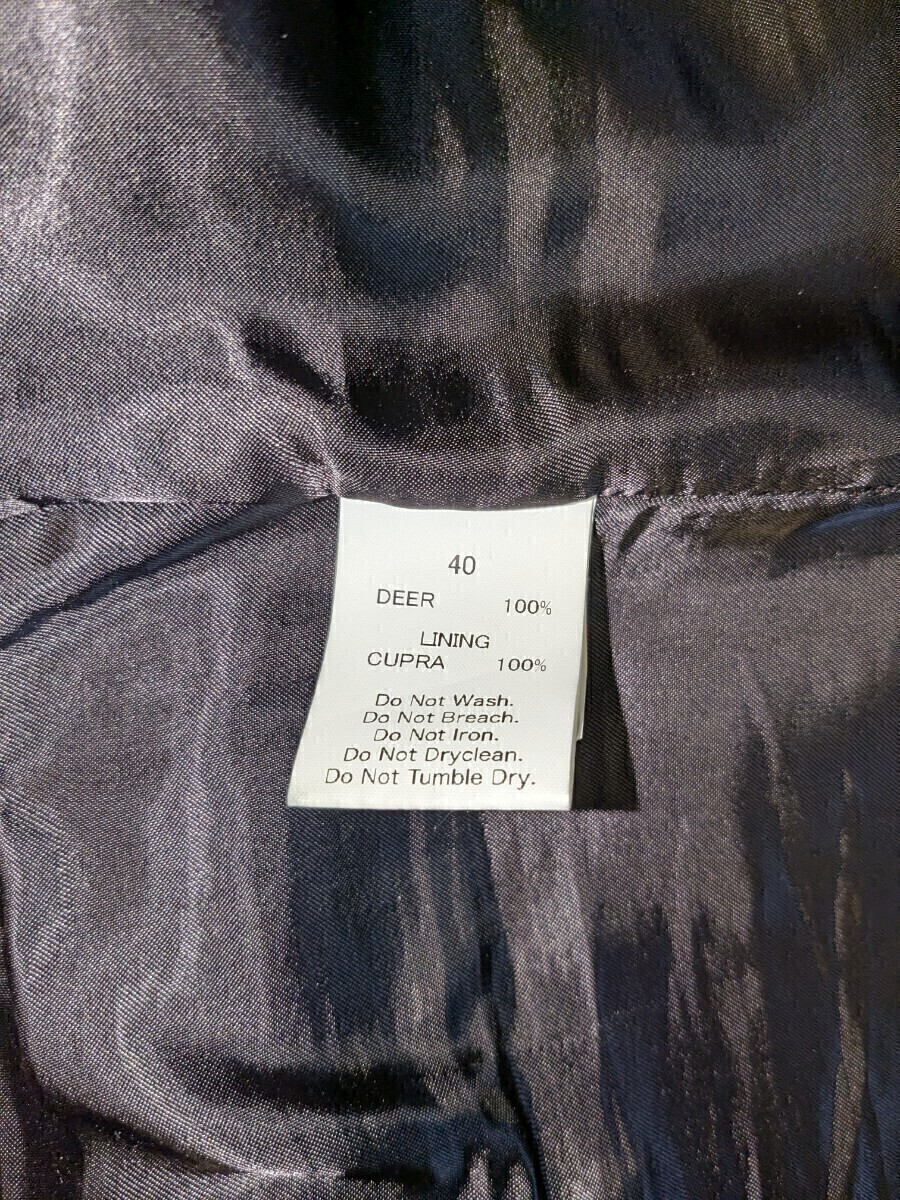 40
DEER 100%
LINING
CUPRA 100%
Do Not Wash.
Do Not Breach.
Do Not Iron.
Do Not Dryclean.
Do Not Tumble Dry.